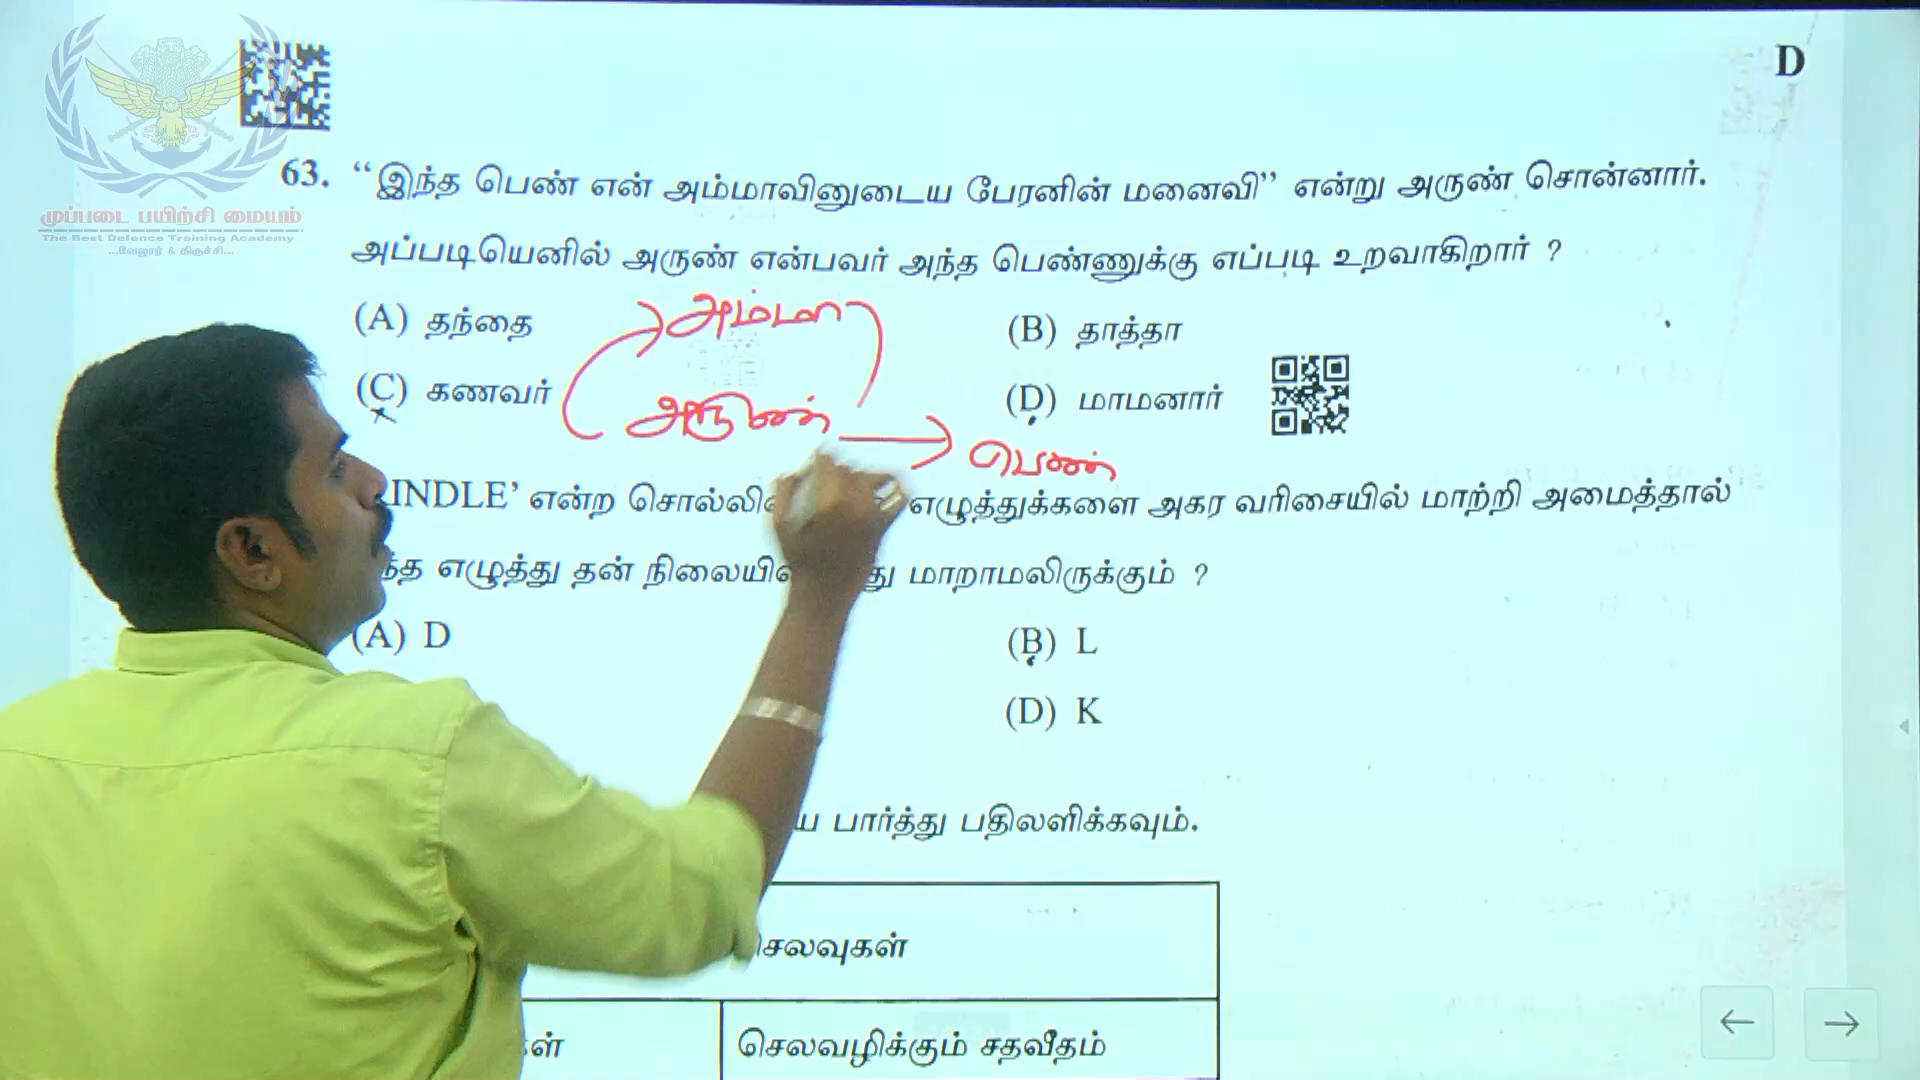 D
முப்படை பயிற்சி மையம்
The Best Defence Training Academy
...வேலூர் & திருச்சி...
63. “இந்த பெண் என் அம்மாவினுடைய பேரனின் மனைவி” என்று அருண் சொன்னார்.
அப்படியெனில் அருண் என்பவர் அந்த பெண்ணுக்கு எப்படி உறவாகிறார் ?
(A) தந்தை
அம்மா
(B) தாத்தா
(C) கணவர்
அருண்
(D) மாமனார்
பெண்
INDLE’ என்ற எழுத்துக்களை அகர வரிசையில் மாற்றி அமைத்தால்
எழுத்து தன் மாறாமலிருக்கும் ?
(A) D
(B) L
(D) K
பார்த்து பதிலளிக்கவும்.
செலவுகள்
செலவழிக்கும் சதவீதம்